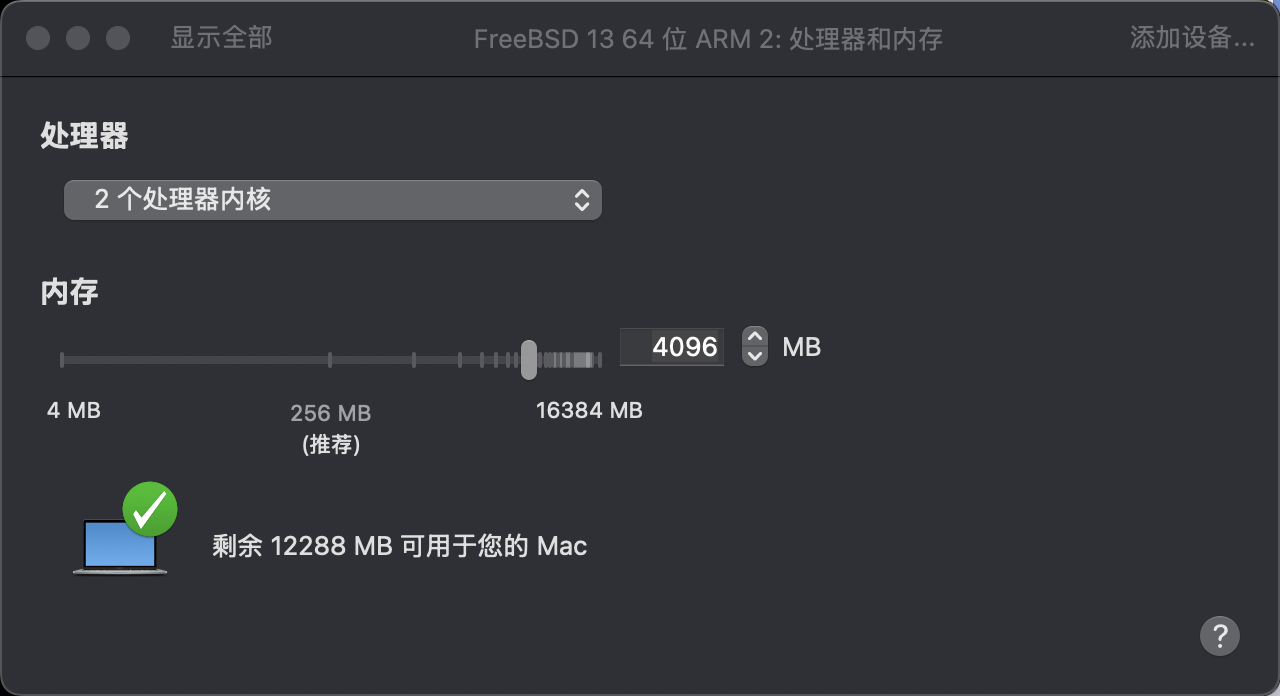 显示全部
FreeBSD 13 64 位 ARM 2: 处理器和内存
添加设备...
处理器
2 个处理器内核
内存
4096 MB
4 MB
256 MB
(推荐)
16384 MB
剩余 12288 MB 可用于您的 Mac
?